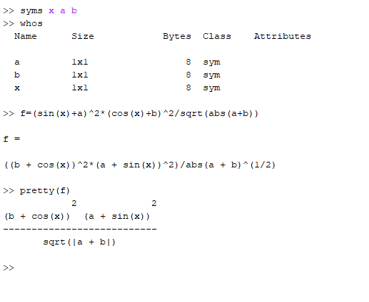 >> syms x a b
>> whos
  Name      Size            Bytes  Class    Attributes
  a         1x1                 8  sym
  b         1x1                 8  sym
  x         1x1                 8  sym
>> f=(sin(x)+a)^2*(cos(x)+b)^2/sqrt(abs(a+b))
f =
((b + cos(x))^2*(a + sin(x))^2)/abs(a + b)^(1/2)
>> pretty(f)
            2             2
(b + cos(x))  (a + sin(x))
---------------------------
       sqrt(|a + b|)
>>